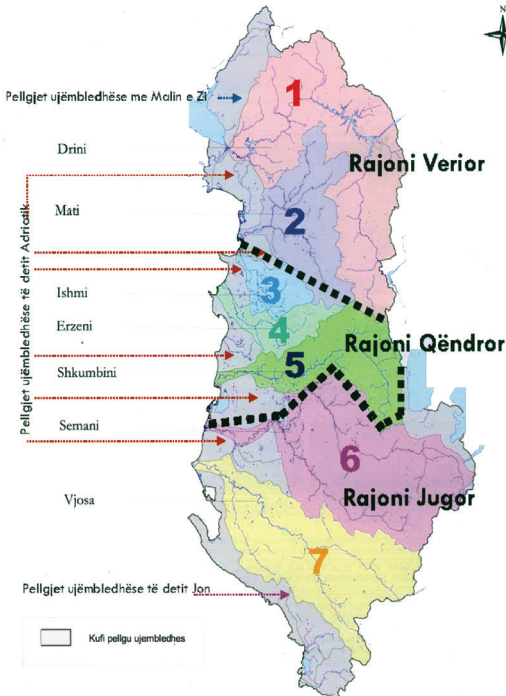 N
Pellgjet ujëmbledhëse me Malin e Zi
1
Drini
Rajoni Verior
Mati
2
Pellgjet ujëmbledhëse të detit Adriatik
Ishmi
3
Erzeni
4
Rajoni Qëndror
Shkumbini
5
Semani
6
Rajoni Jugor
Vjosa
7
Pellgjet ujëmbledhëse të detit Jon
Kufi pellgu ujembledhes